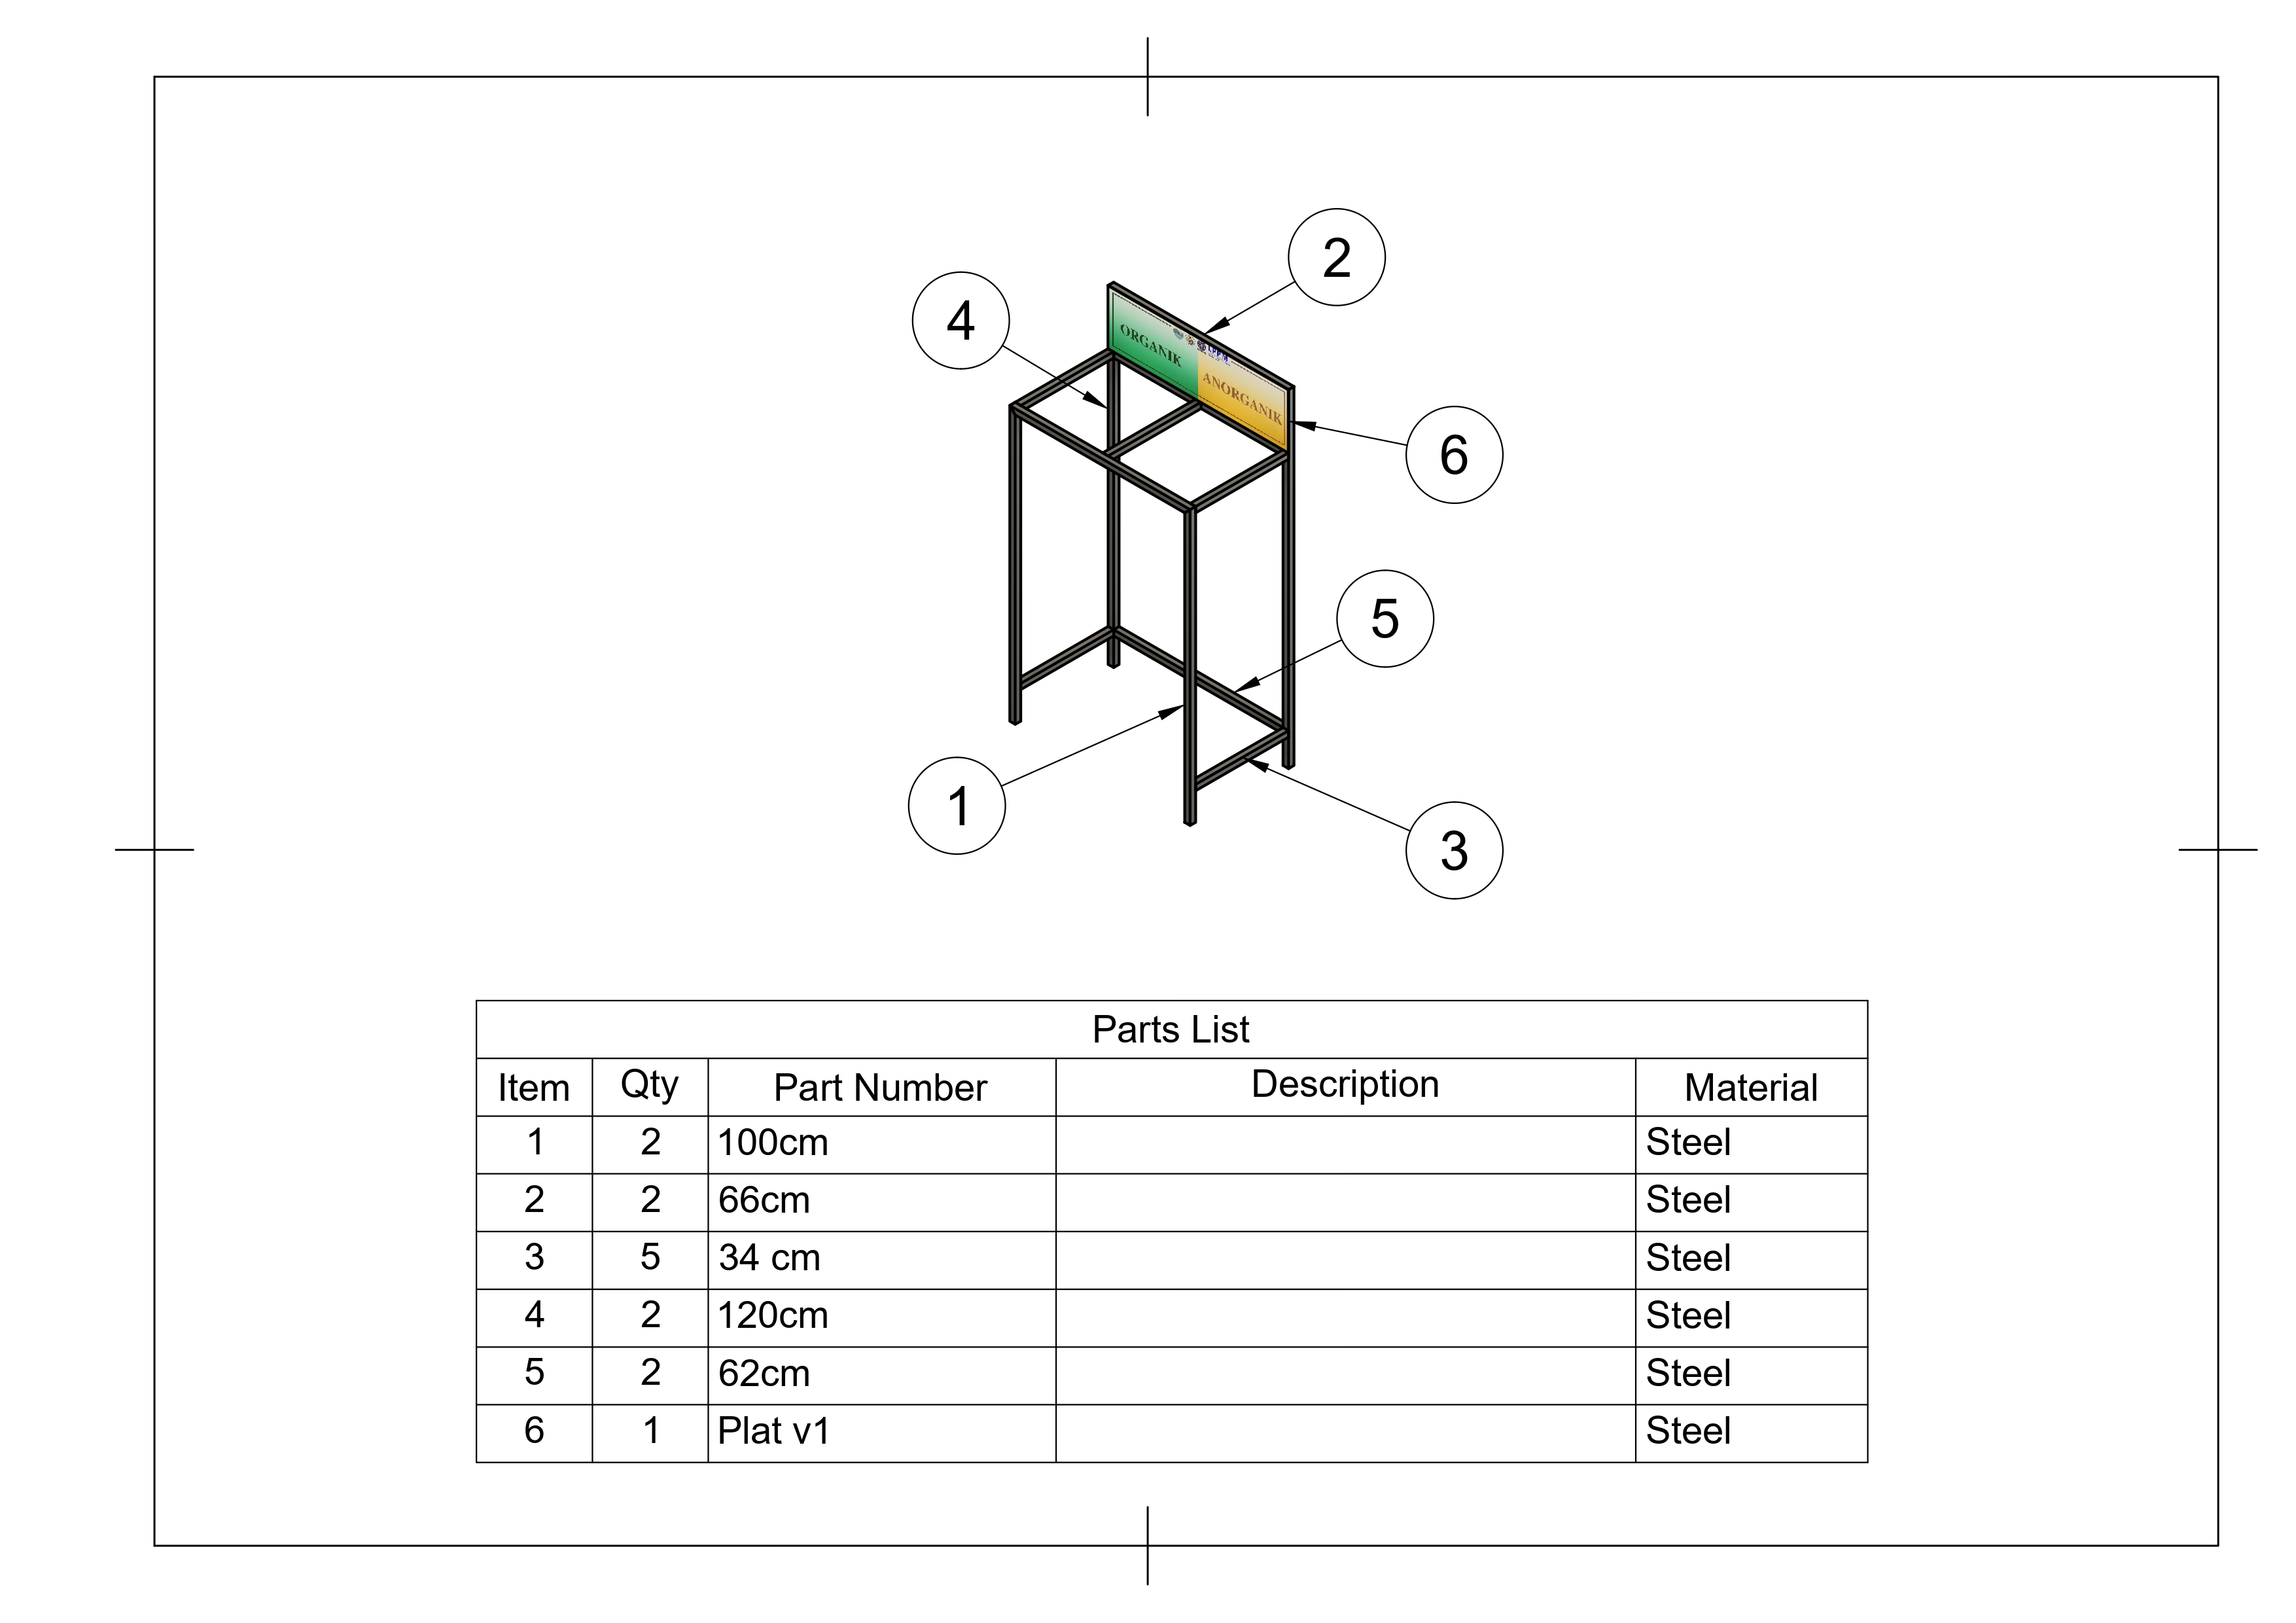 2
4
ORGANIK
ANORGANIK
6
5
1
3
Parts List
Item Qty Part Number Description Material
1 2 100cm Steel
2 2 66cm Steel
3 5 34 cm Steel
4 2 120cm Steel
5 2 62cm Steel
6 1 Plat v1 Steel